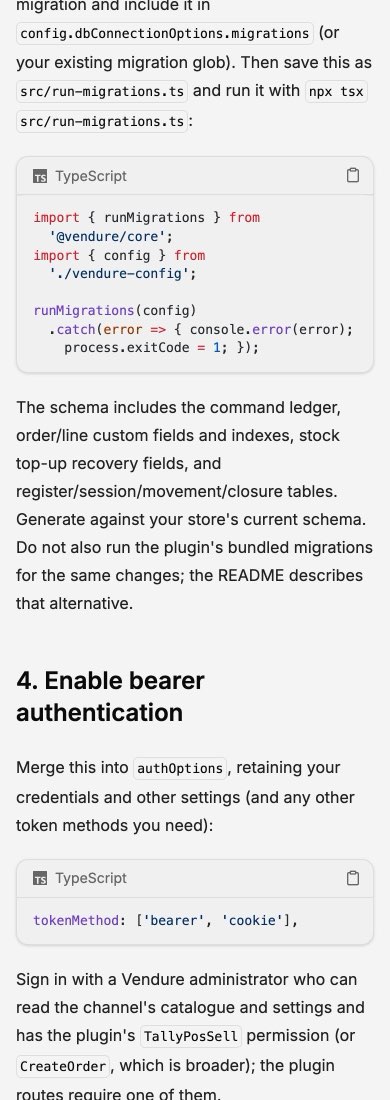 migration and include it in
config.dbConnectionOptions.migrations (or
your existing migration glob). Then save this as
src/run-migrations.ts and run it with npx tsx
src/run-migrations.ts:
TS TypeScript
import { runMigrations } from
  '@vendure/core';
import { config } from
  './vendure-config';

runMigrations(config)
  .catch(error => { console.error(error);
    process.exitCode = 1; });
The schema includes the command ledger,
order/line custom fields and indexes, stock
top-up recovery fields, and
register/session/movement/closure tables.
Generate against your store's current schema.
Do not also run the plugin's bundled migrations
for the same changes; the README describes
that alternative.
4. Enable bearer
authentication
Merge this into authOptions, retaining your
credentials and other settings (and any other
token methods you need):
TS TypeScript
tokenMethod: ['bearer', 'cookie'],
Sign in with a Vendure administrator who can
read the channel's catalogue and settings and
has the plugin's TallyPosSell permission (or
CreateOrder, which is broader); the plugin
routes require one of them.